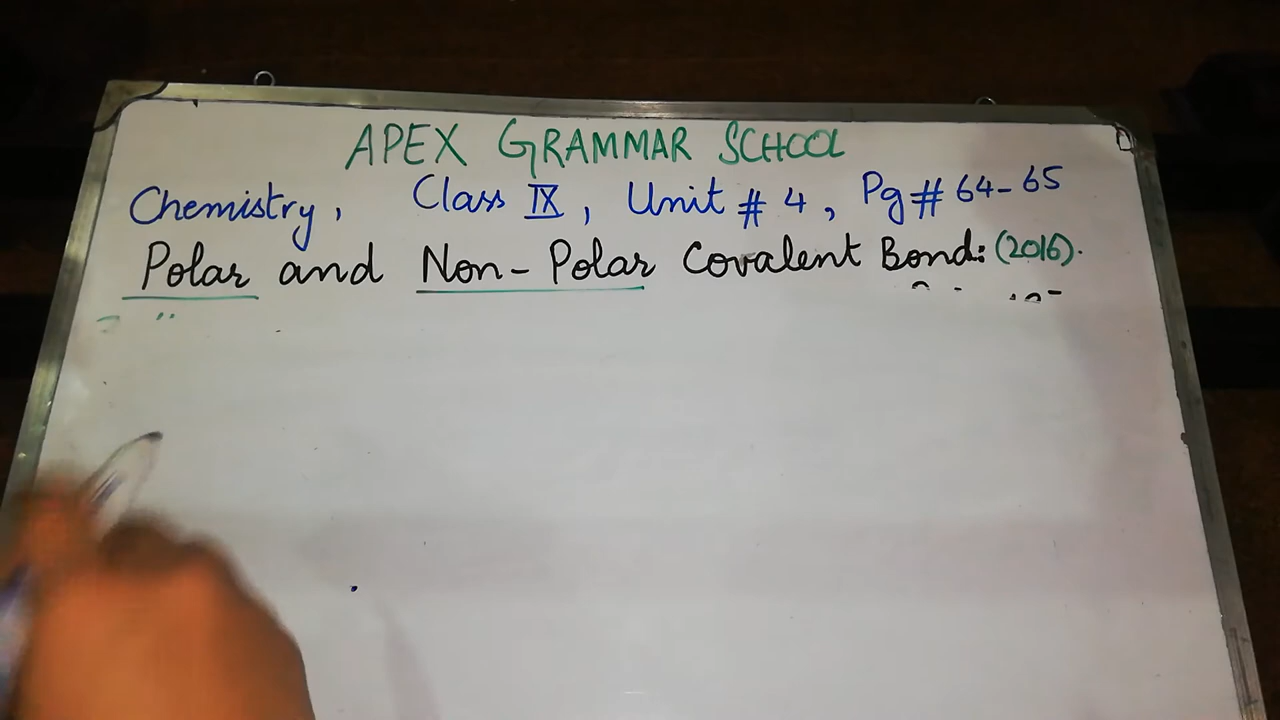 APEX GRAMMAR SCHOOL
Chemistry, Class IX, Unit # 4, Pg # 64-65
Polar and Non-Polar Covalent Bond: (2016).